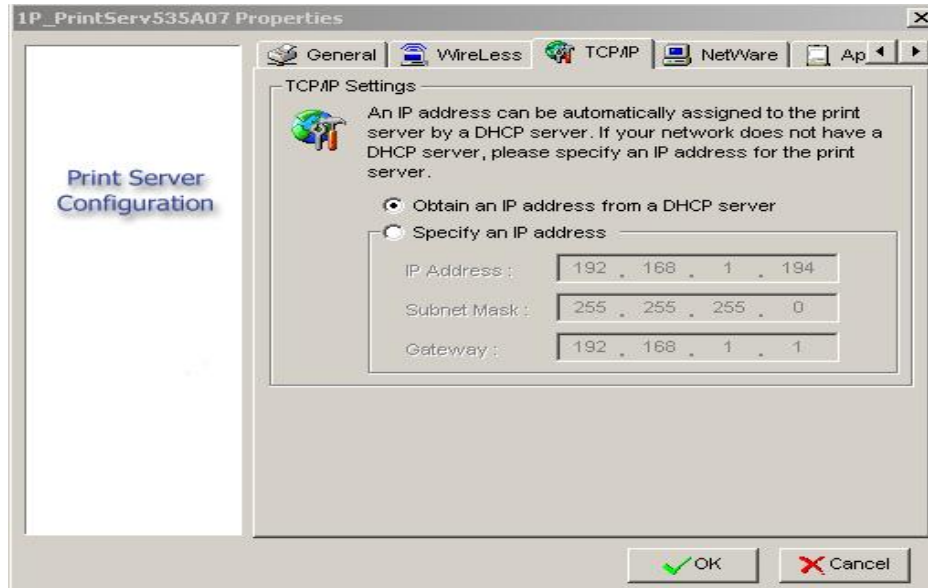 1P_PrintServ535A07 Properties
General
WireLess
TCP/IP
NetWare
Ap
Print Server
Configuration
TCP/IP Settings
An IP address can be automatically assigned to the print
server by a DHCP server. If your network does not have a
DHCP server, please specify an IP address for the print
server.
Obtain an IP address from a DHCP server
Specify an IP address
IP Address : 192 . 168 . 1 . 194
Subnet Mask : 255 . 255 . 255 . 0
Gateway : 192 . 168 . 1 . 1
OK
Cancel